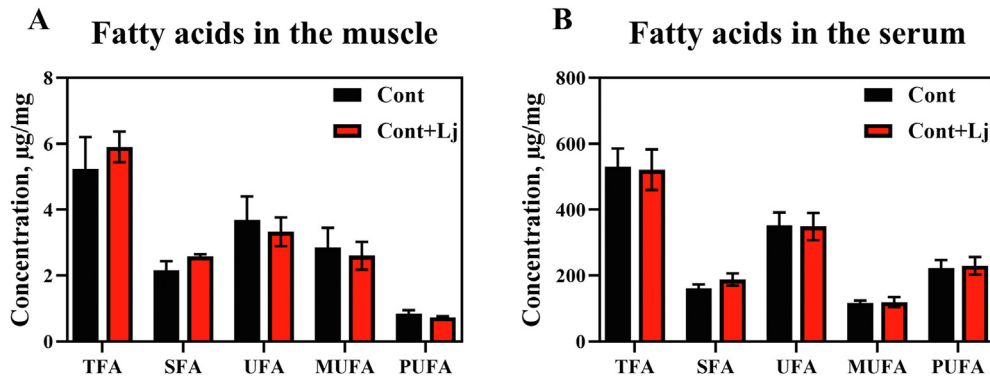 A Fatty acids in the muscle
Concentration, µg/mg
8
6
4
2
0
Cont
Cont+Lj
TFA SFA UFA MUFA PUFA
B Fatty acids in the serum
Concentration, µg/mg
800
600
400
200
0
Cont
Cont+Lj
TFA SFA UFA MUFA PUFA